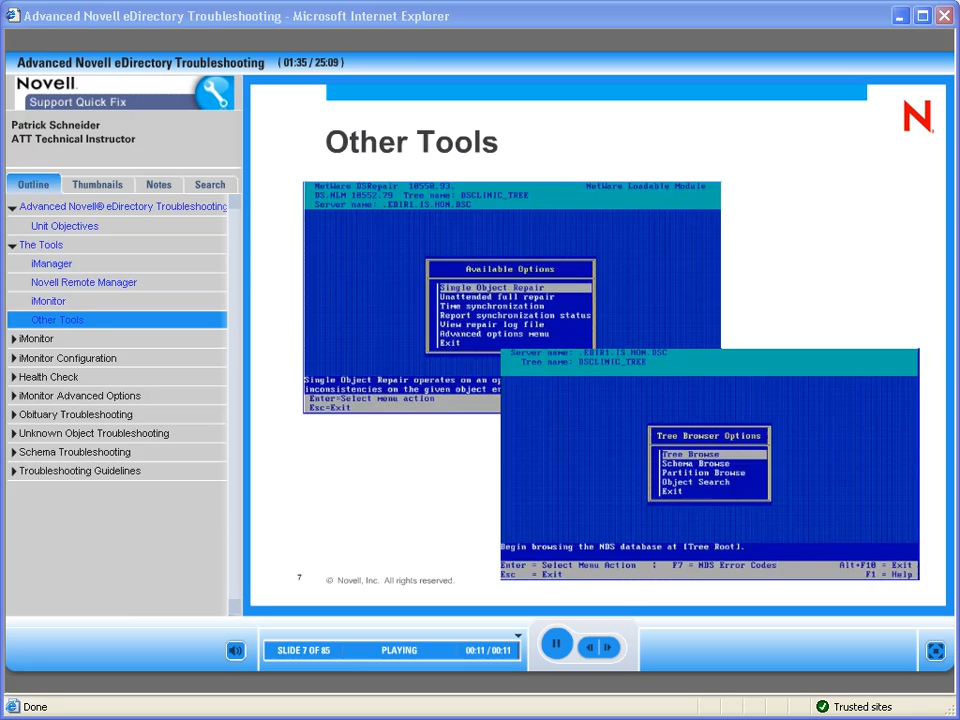 Advanced Novell eDirectory Troubleshooting - Microsoft Internet Explorer
Advanced Novell eDirectory Troubleshooting ( 01:35 / 25:09 )
Novell.
Support Quick Fix
Patrick Schneider
ATT Technical Instructor
Outline Thumbnails Notes Search
Advanced Novell® eDirectory Troubleshooting
Unit Objectives
The Tools
iManager
Novell Remote Manager
iMonitor
Other Tools
iMonitor
iMonitor Configuration
Health Check
iMonitor Advanced Options
Obituary Troubleshooting
Unknown Object Troubleshooting
Schema Troubleshooting
Troubleshooting Guidelines
N
Other Tools
NetWare DSRepair 10550.93. NetWare Loadable Module
DS.NLM 10552.79 Tree name: DSCLINIC_TREE
Server name: .EDIR1.IS.HON.DSC
Available Options
Single Object Repair
Unattended full repair
Time synchronization
Report synchronization status
View repair log file
Advanced options menu
Exit
Single Object Repair operates on an op
inconsistencies on the given object e
Enter=Select menu action
Esc=Exit
Server name: .EDIR1.IS.HON.DSC
Tree name: DSCLINIC_TREE
Tree Browser Options
Tree Browse
Schema Browse
Partition Browse
Object Search
Exit
Begin browsing the NDS database at [Tree Root].
Enter = Select Menu Action : F7 = NDS Error Codes Alt+F10 = Exit
Esc = Exit F1 = Help
7 © Novell, Inc. All rights reserved.
SLIDE 7 OF 85 PLAYING 00:11 / 00:11
Done Trusted sites